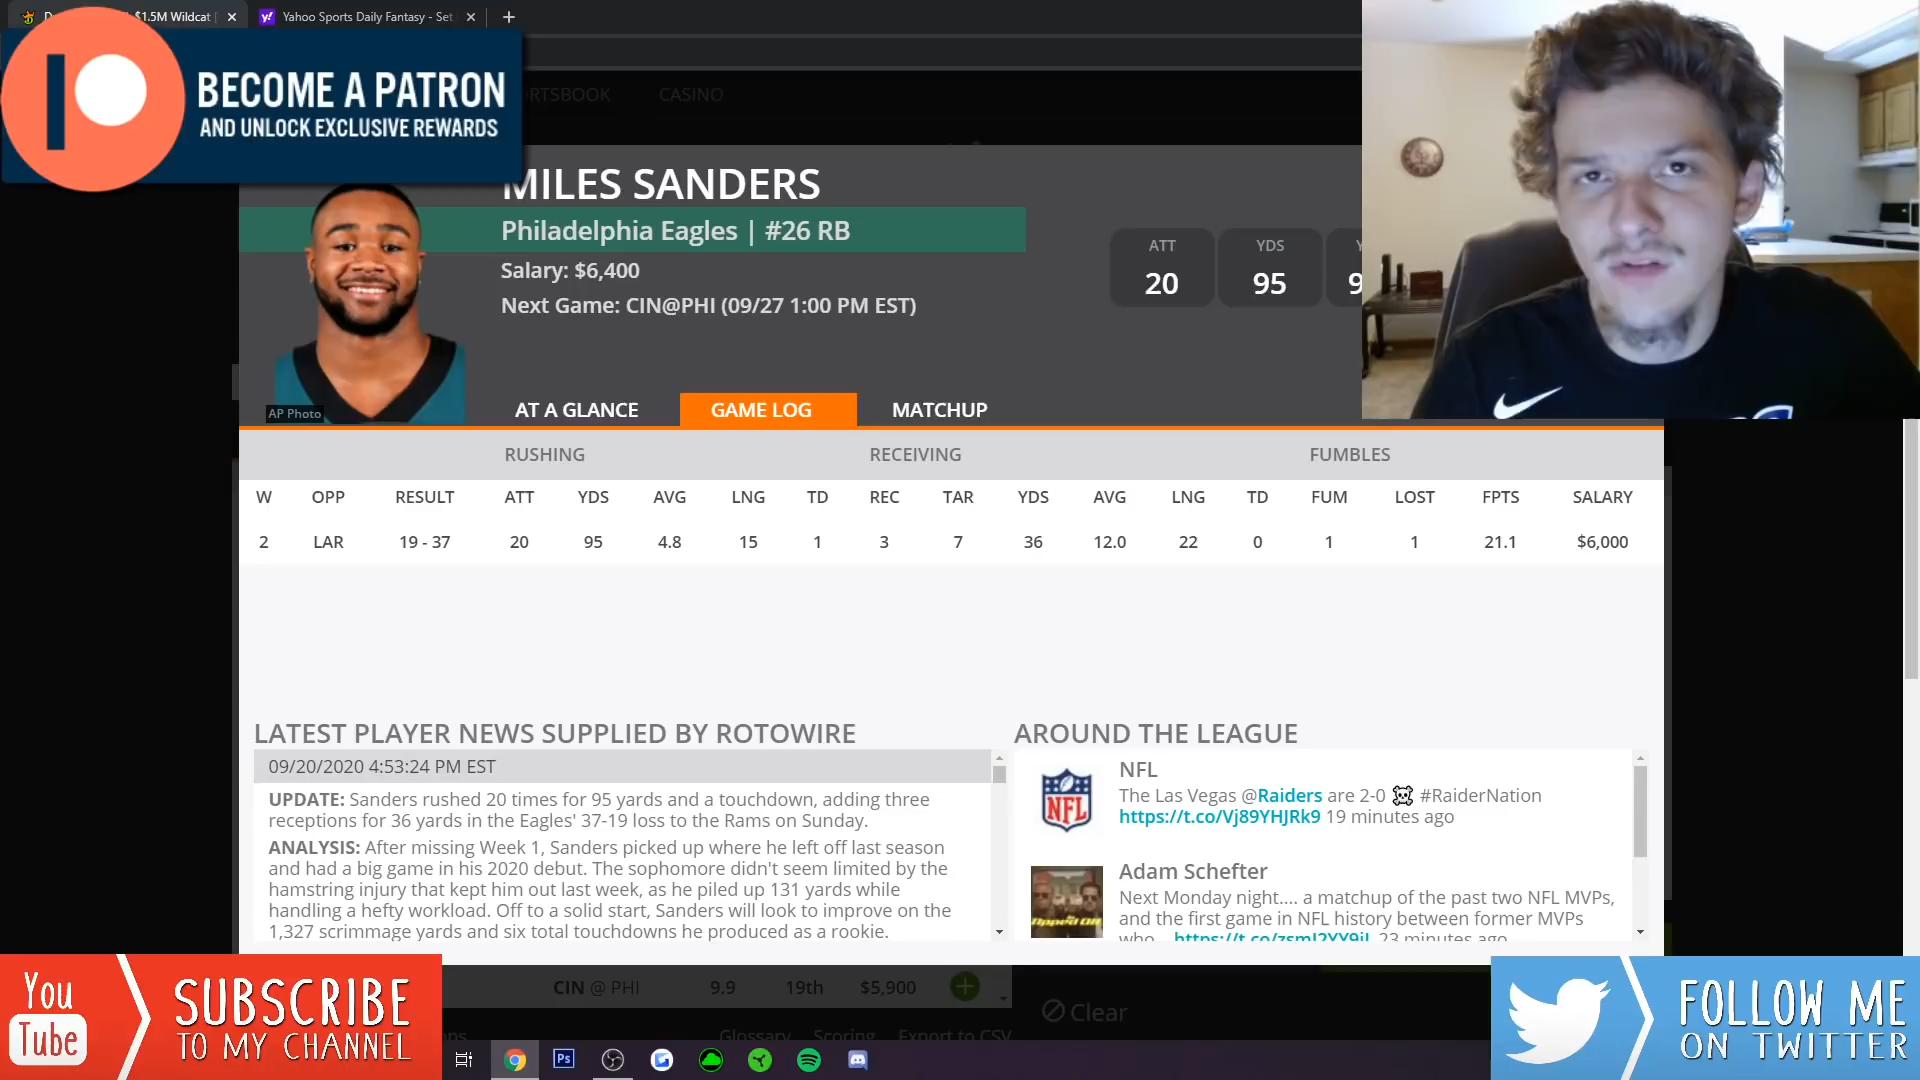 $1.5M Wildcat
Yahoo Sports Daily Fantasy - Set
BECOME A PATRON
AND UNLOCK EXCLUSIVE REWARDS
RTSBOOK
CASINO
MILES SANDERS
Philadelphia Eagles | #26 RB
Salary: $6,400
Next Game: CIN@PHI (09/27 1:00 PM EST)
ATT
20
YDS
95
AP Photo
AT A GLANCE
GAME LOG
MATCHUP
RUSHING RECEIVING FUMBLES
W OPP RESULT ATT YDS AVG LNG TD REC TAR YDS AVG LNG TD FUM LOST FPTS SALARY
2 LAR 19 - 37 20 95 4.8 15 1 3 7 36 12.0 22 0 1 1 21.1 $6,000
LATEST PLAYER NEWS SUPPLIED BY ROTOWIRE
09/20/2020 4:53:24 PM EST
UPDATE: Sanders rushed 20 times for 95 yards and a touchdown, adding three
receptions for 36 yards in the Eagles' 37-19 loss to the Rams on Sunday.
ANALYSIS: After missing Week 1, Sanders picked up where he left off last season
and had a big game in his 2020 debut. The sophomore didn't seem limited by the
hamstring injury that kept him out last week, as he piled up 131 yards while
handling a hefty workload. Off to a solid start, Sanders will look to improve on the
1,327 scrimmage yards and six total touchdowns he produced as a rookie.
AROUND THE LEAGUE
NFL
NFL
The Las Vegas @Raiders are 2-0 ☠ #RaiderNation
https://t.co/Vj89YHJRk9 19 minutes ago
Adam Schefter
Next Monday night.... a matchup of the past two NFL MVPs,
and the first game in NFL history between former MVPs
who... 23 minutes ago
CIN @ PHI 9.9 19th $5,900
Clear
Glossary Scoring Export to CSV
You
Tube
SUBSCRIBE
TO MY CHANNEL
Ps
FOLLOW ME
ON TWITTER